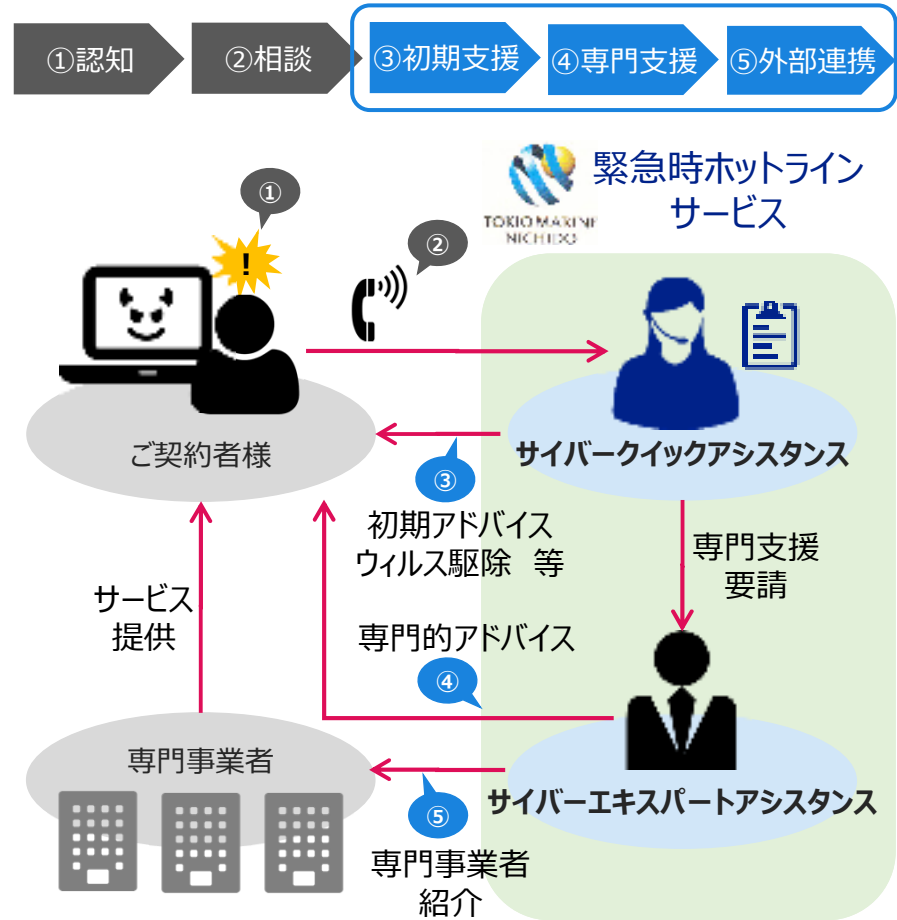 ①認知
②相談
③初期支援
④専門支援
⑤外部連携
TOKIO MARINE
NICHIDO
緊急時ホットライン
サービス
①
!
②
ご契約者様
サイバークイックアシスタンス
③
初期アドバイス
ウィルス駆除 等
専門支援
要請
サービス
提供
専門的アドバイス
④
専門事業者
サイバーエキスパートアシスタンス
⑤
専門事業者
紹介